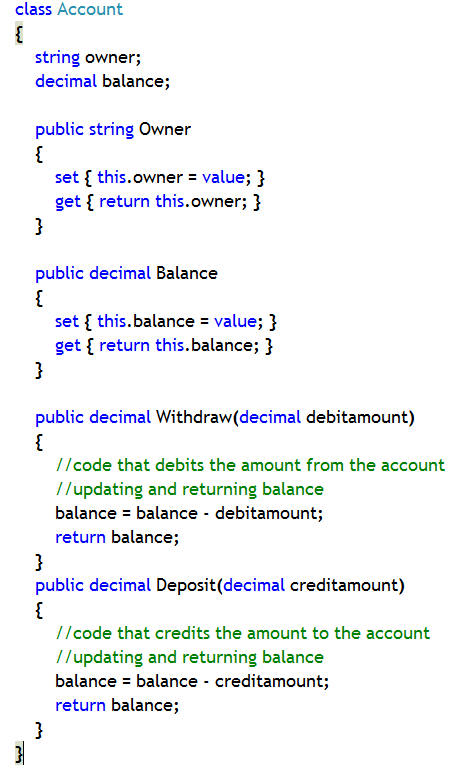 class Account
{
string owner;
decimal balance;
public string Owner
{
set { this.owner = value; }
get { return this.owner; }
}
public decimal Balance
{
set { this.balance = value; }
get { return this.balance; }
}
public decimal Withdraw(decimal debitamount)
{
//code that debits the amount from the account
//updating and returning balance
balance = balance - debitamount;
return balance;
}
public decimal Deposit(decimal creditamount)
{
//code that credits the amount to the account
//updating and returning balance
balance = balance - creditamount;
return balance;
}
}